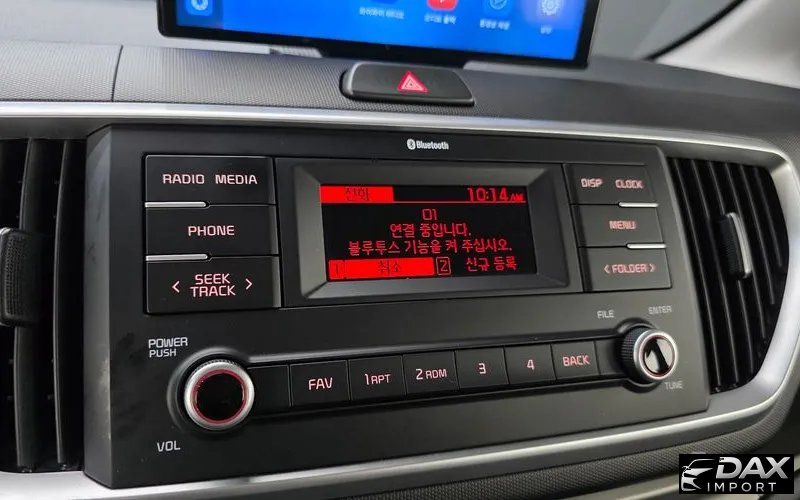 Bluetooth
RADIO MEDIA
PHONE
< SEEK TRACK >
전화 10:14 AM
01
연결 중입니다.
블루투스 기능을 켜 주십시오.
1 취소 2 신규 등록
DISP CLOCK
MENU
< FOLDER >
POWER
PUSH
VOL
FAV
1 RPT
2 RDM
3
4
BACK
FILE
ENTER
TUNE
DAX
IMPORT